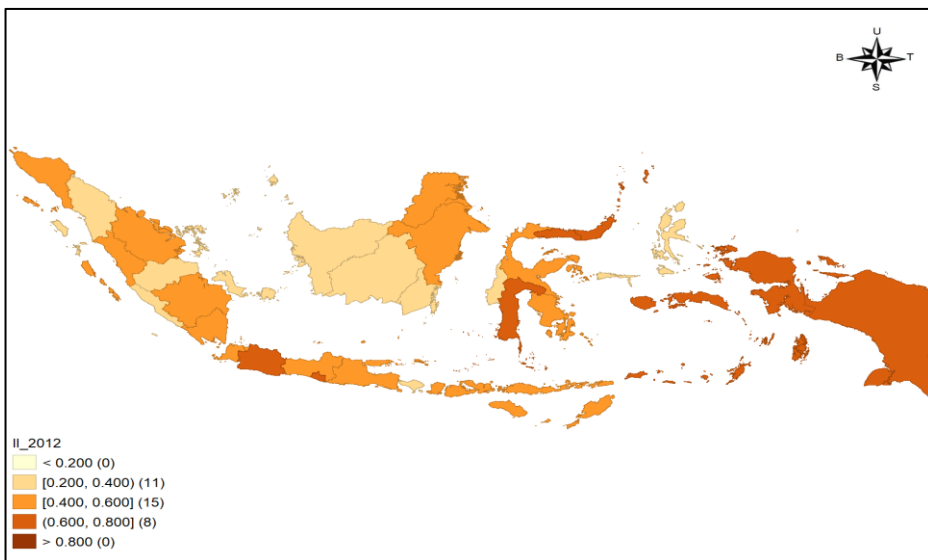 U
B T
S
II_2012
< 0.200 (0)
[0.200, 0.400) (11)
[0.400, 0.600] (15)
(0.600, 0.800] (8)
> 0.800 (0)